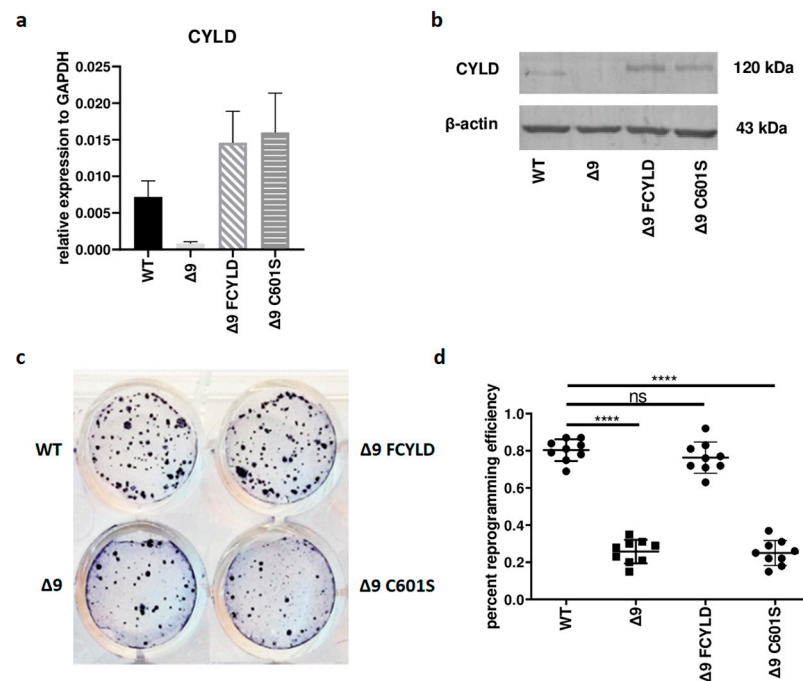 a
CYLD
relative expression to GAPDH
0.025
0.020
0.015
0.010
0.005
0.000
WT
Δ9
Δ9 FCYLD
Δ9 C601S
b
CYLD
120 kDa
β-actin
43 kDa
WT
Δ9
Δ9 FCYLD
Δ9 C601S
c
WT
Δ9 FCYLD
Δ9
Δ9 C601S
d
****
ns
****
percent reprogramming efficiency
1.0
0.8
0.6
0.4
0.2
0.0
WT
Δ9
Δ9 FCYLD
Δ9 C601S